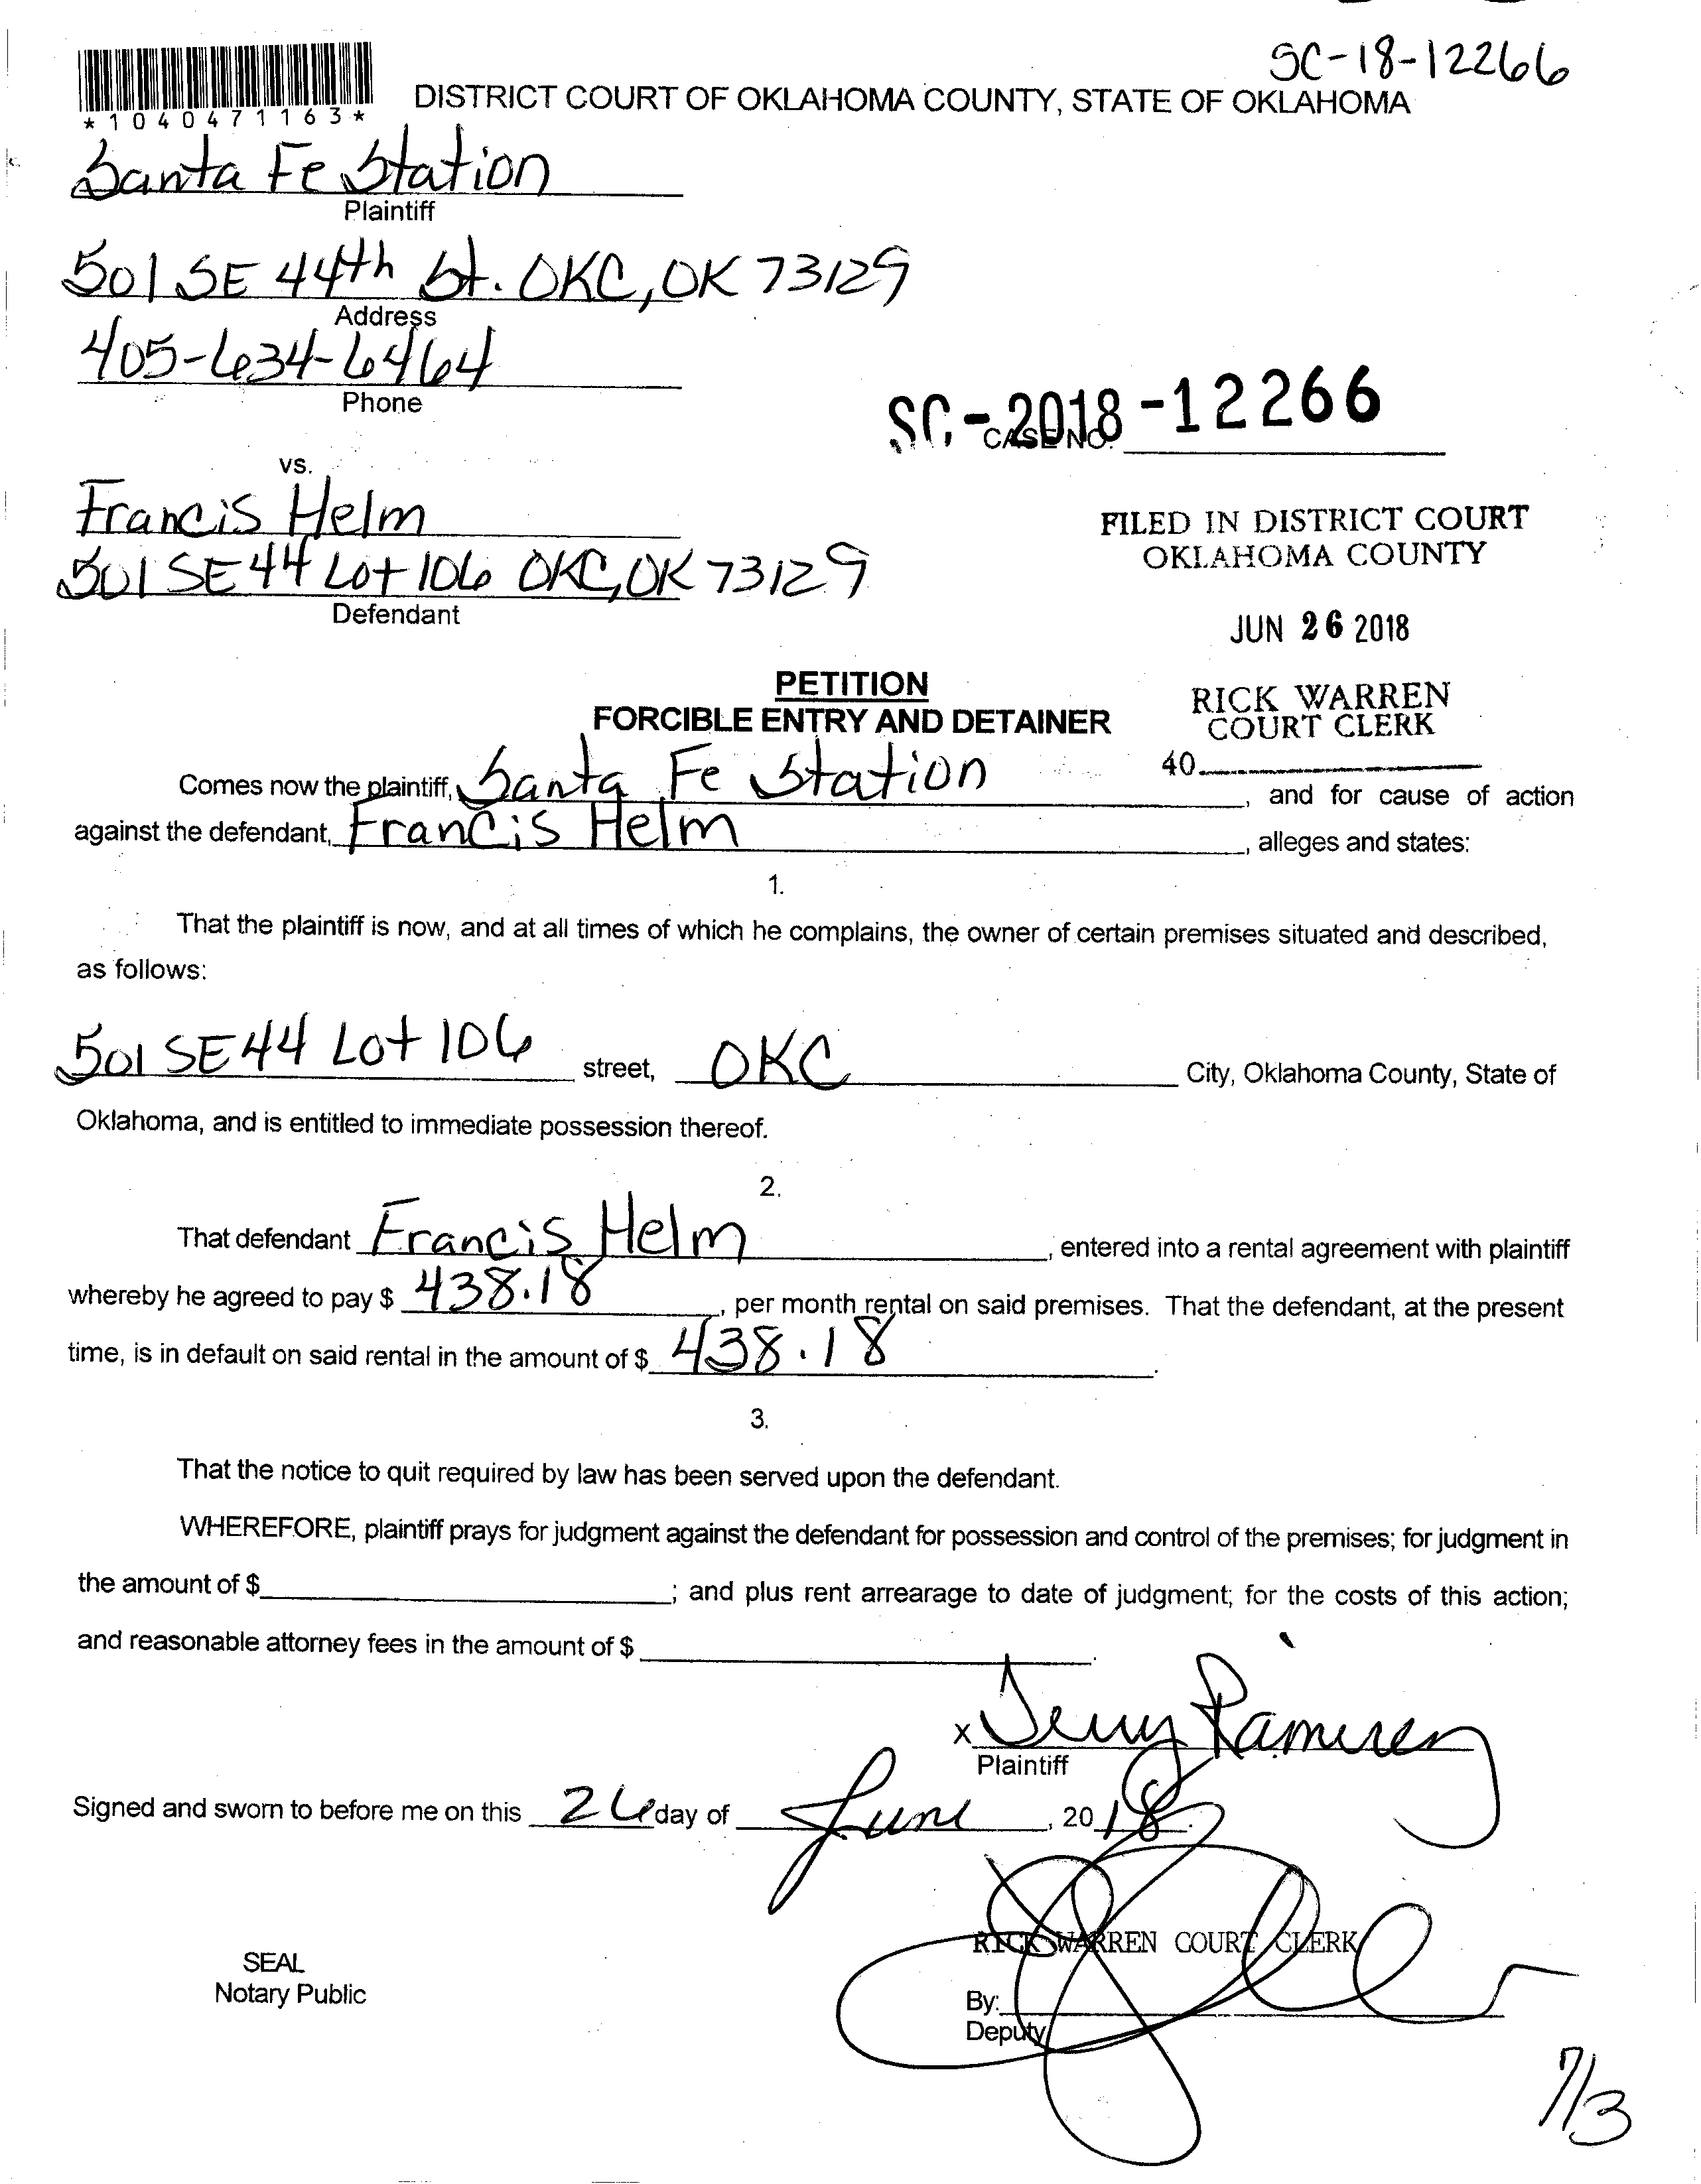 SC-18-12266
*1040471163*
DISTRICT COURT OF OKLAHOMA COUNTY, STATE OF OKLAHOMA
Santa Fe Station
Plaintiff
501 SE 44th St. OKC, OK 73129
Address
405-634-6464
Phone
SC-2018-12266
CASE NO.
vs.
Francis Helm
501 SE 44 Lot 106 OKC, OK 73129
Defendant
FILED IN DISTRICT COURT
OKLAHOMA COUNTY
JUN 26 2018
RICK WARREN
COURT CLERK
40
PETITION
FORCIBLE ENTRY AND DETAINER
Comes now the plaintiff, Santa Fe Station, and for cause of action
against the defendant, Francis Helm, alleges and states:
1.
That the plaintiff is now, and at all times of which he complains, the owner of certain premises situated and described,
as follows:
501 SE 44 Lot 106 street, OKC City, Oklahoma County, State of
Oklahoma, and is entitled to immediate possession thereof.
2.
That defendant Francis Helm, entered into a rental agreement with plaintiff
whereby he agreed to pay $ 438.18, per month rental on said premises. That the defendant, at the present
time, is in default on said rental in the amount of $ 438.18.
3.
That the notice to quit required by law has been served upon the defendant.
WHEREFORE, plaintiff prays for judgment against the defendant for possession and control of the premises; for judgment in
the amount of $; and plus rent arrearage to date of judgment; for the costs of this action;
and reasonable attorney fees in the amount of $.
x Ramirez
Plaintiff
Signed and sworn to before me on this 26 day of June, 2018.
RICK WARREN COURT CLERK
SEAL
Notary Public
By:
Deputy
7/3